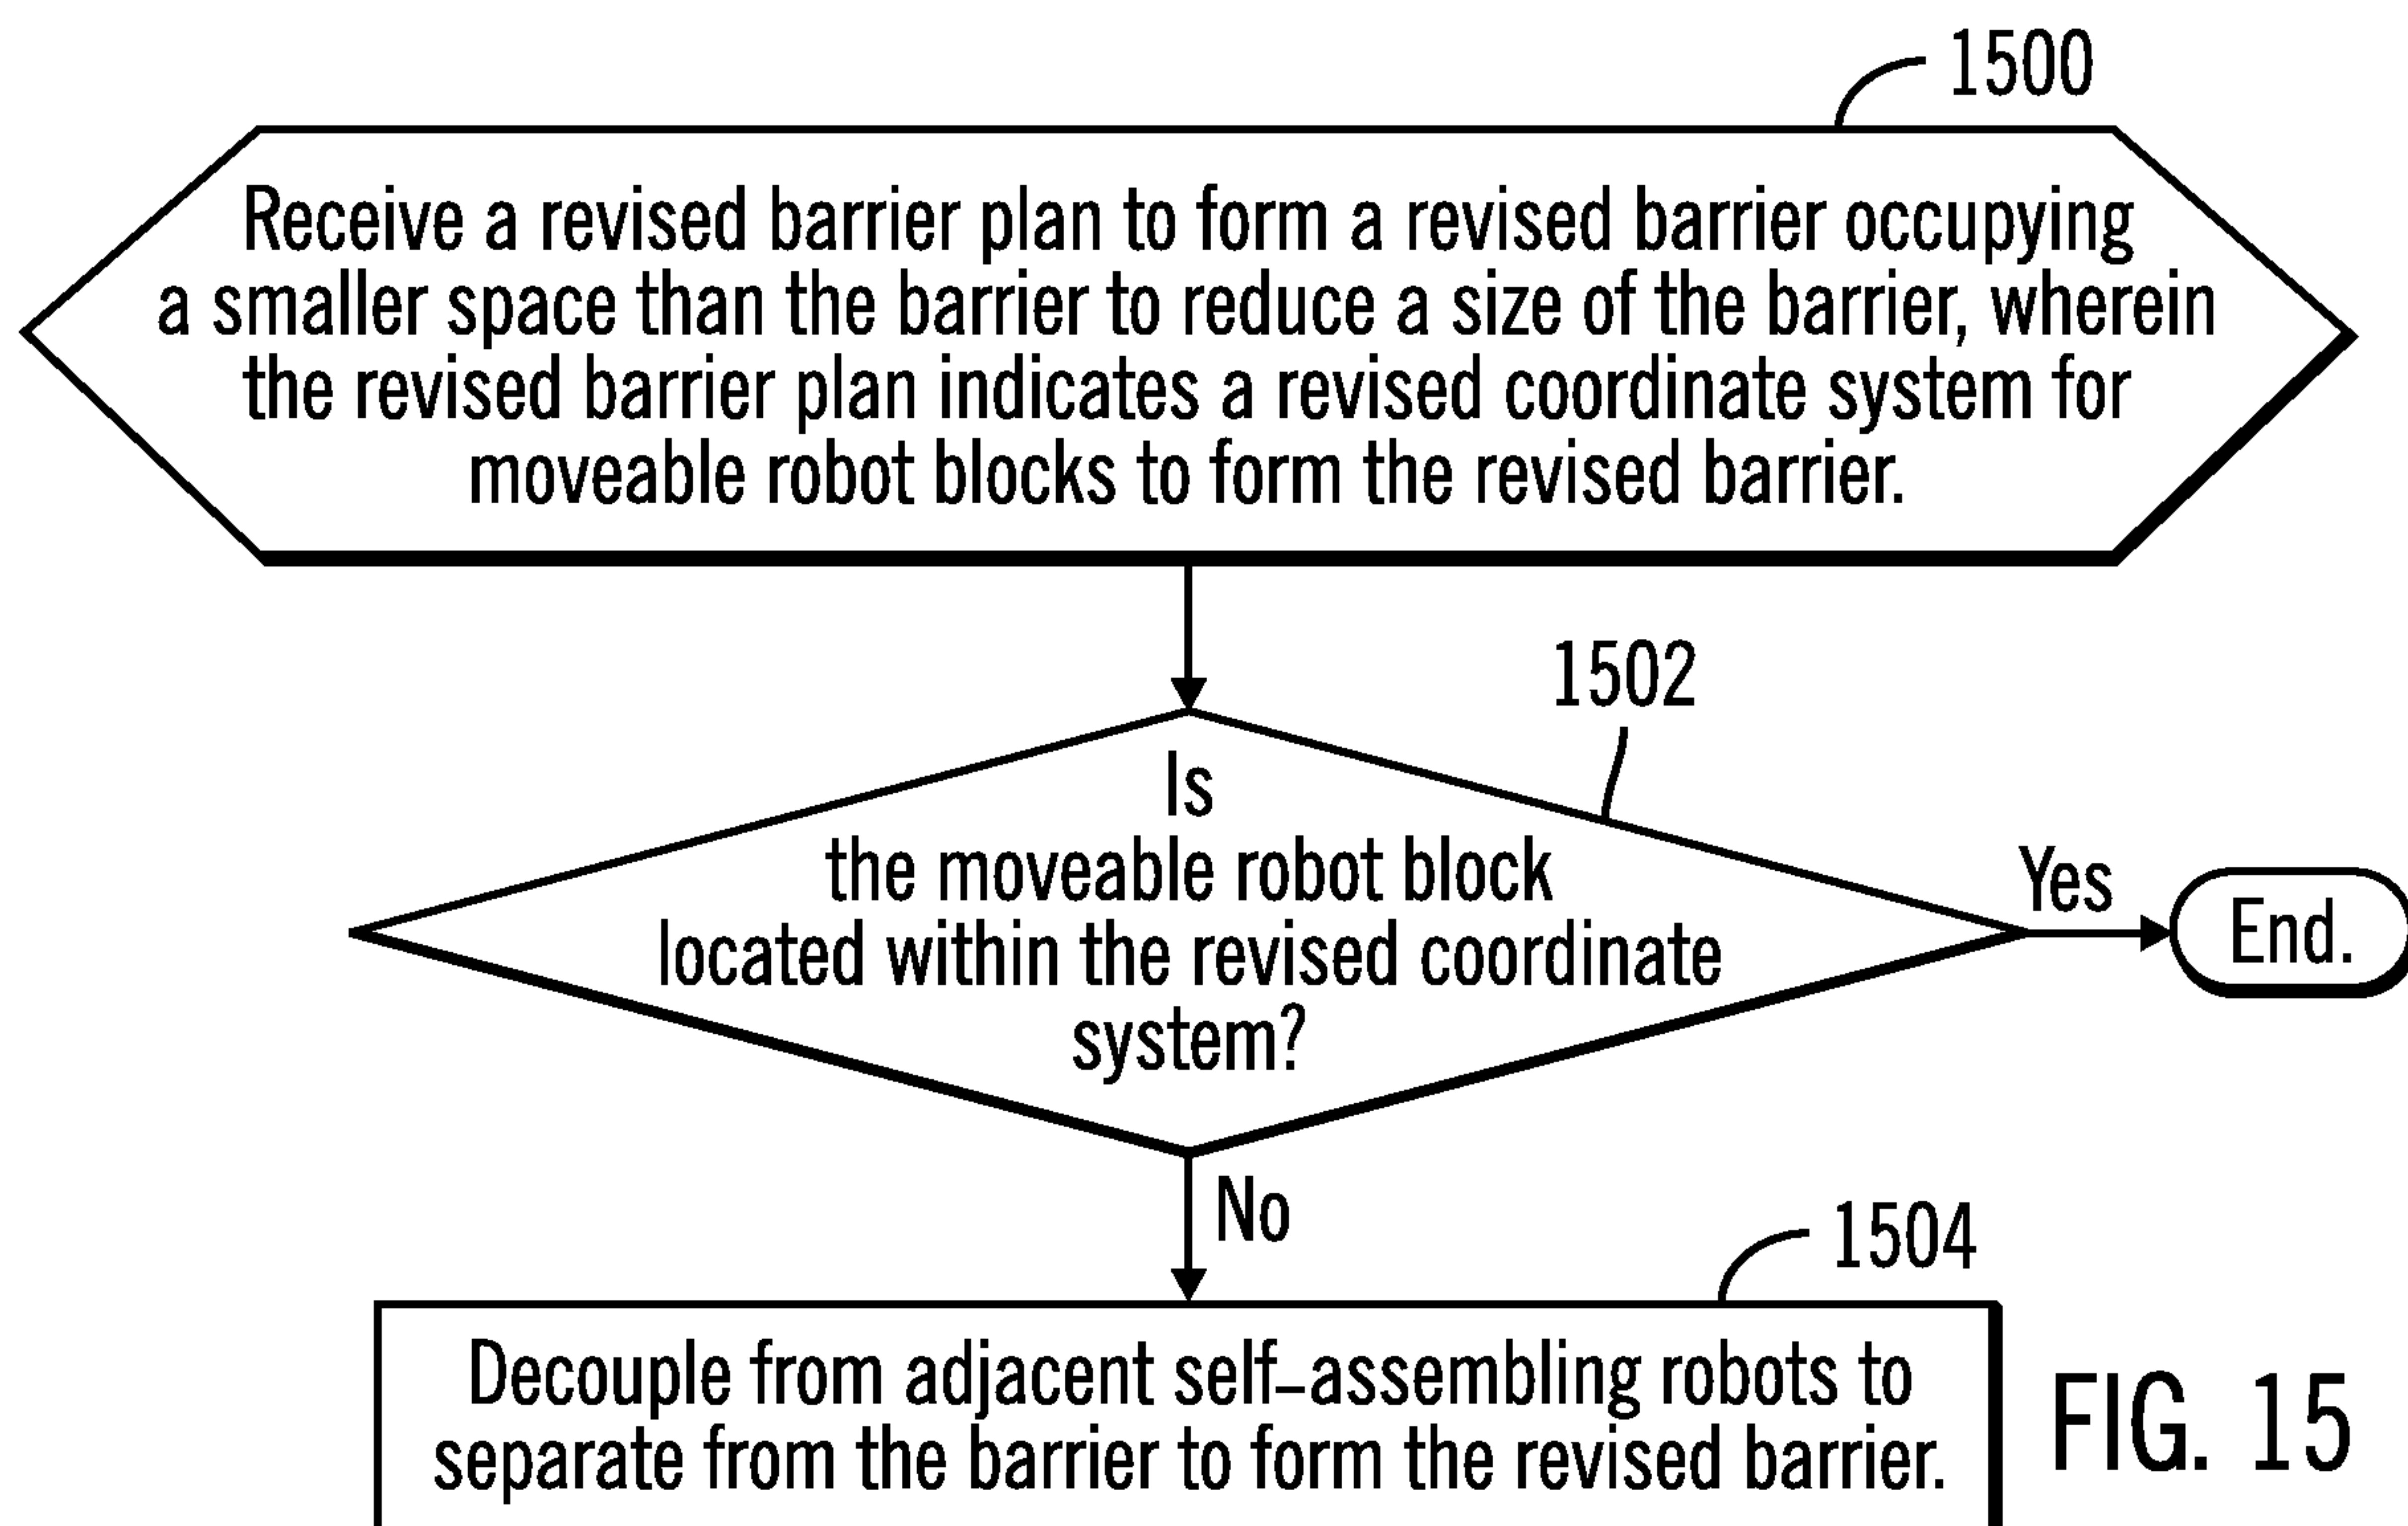 1500
Receive a revised barrier plan to form a revised barrier occupying
a smaller space than the barrier to reduce a size of the barrier, wherein
the revised barrier plan indicates a revised coordinate system for
moveable robot blocks to form the revised barrier.
1502
Is
the moveable robot block
located within the revised coordinate
system?
Yes
End.
No
1504
Decouple from adjacent self-assembling robots to
separate from the barrier to form the revised barrier.
FIG. 15